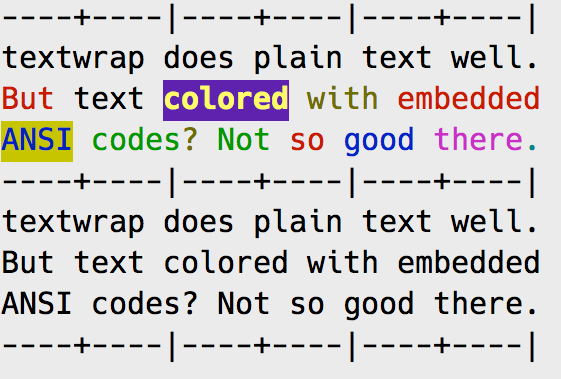 ----+----|----+----|----+----|
textwrap does plain text well.
But text colored with embedded
ANSI codes? Not so good there.
----+----|----+----|----+----|
textwrap does plain text well.
But text colored with embedded
ANSI codes? Not so good there.
----+----|----+----|----+----|